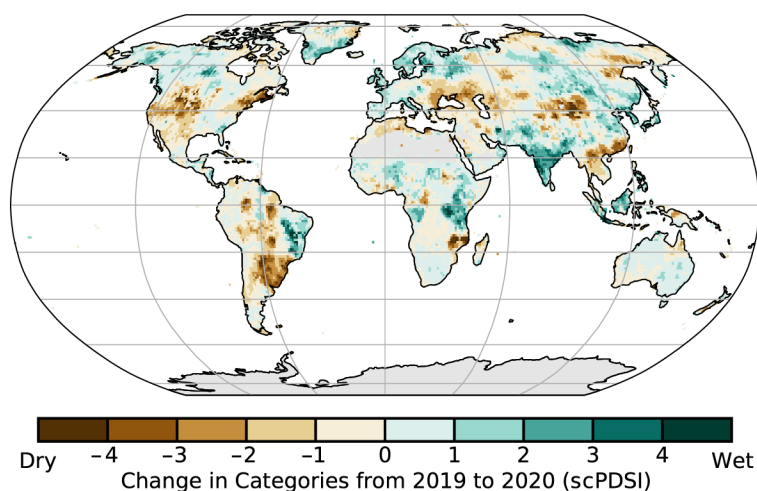 Dry −4 −3 −2 −1 0 1 2 3 4 Wet
Change in Categories from 2019 to 2020 (scPDSI)